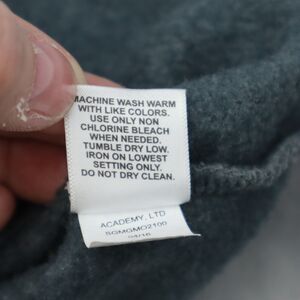 MACHINE WASH WARM
WITH LIKE COLORS.
USE ONLY NON
CHLORINE BLEACH
WHEN NEEDED.
TUMBLE DRY LOW.
IRON ON LOWEST
SETTING ONLY.
DO NOT DRY CLEAN.
ACADEMY, LTD
SGMGMO2100